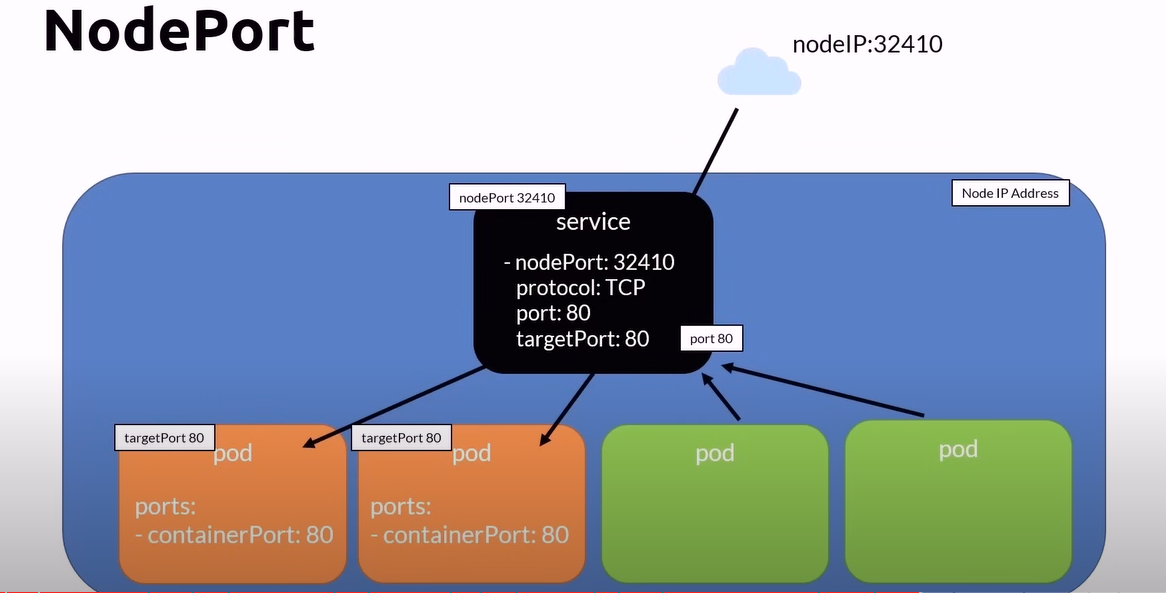 NodePort
nodeIP:32410
Node IP Address
nodePort 32410
service
- nodePort: 32410
protocol: TCP
port: 80
targetPort: 80
port 80
targetPort 80
pod
ports:
- containerPort: 80
targetPort 80
pod
ports:
- containerPort: 80
pod
pod